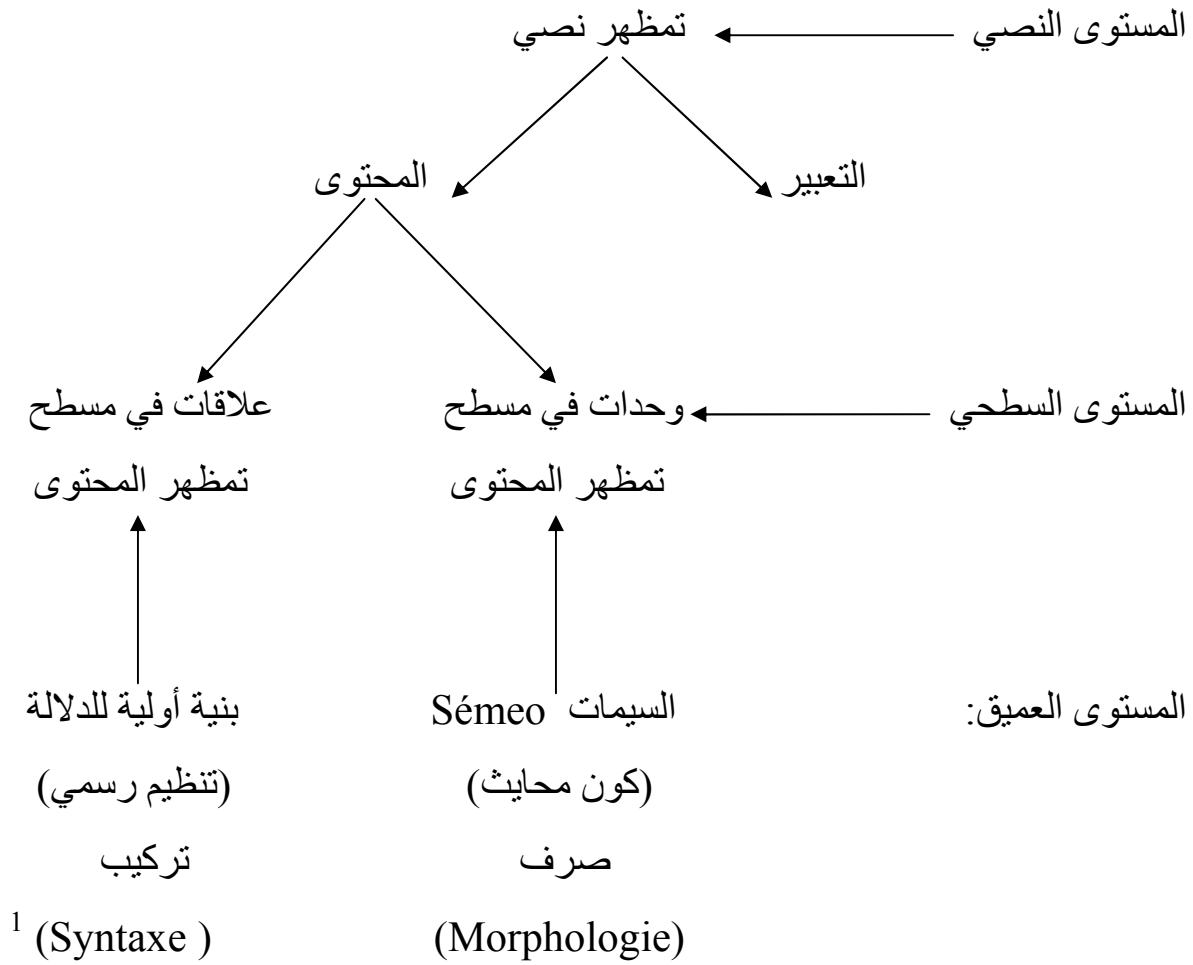 المستوى النصي تمظهر نصي
التعبير المحتوى
المستوى السطحي وحدات في مسطح علاقات في مسطح
تمظهر المحتوى تمظهر المحتوى
المستوى العميق: السيمات Sémeo بنية أولية للدلالة
(كون محايث) (تنظيم رسمي)
صرف تركيب
(Morphologie) (Syntaxe ) 1